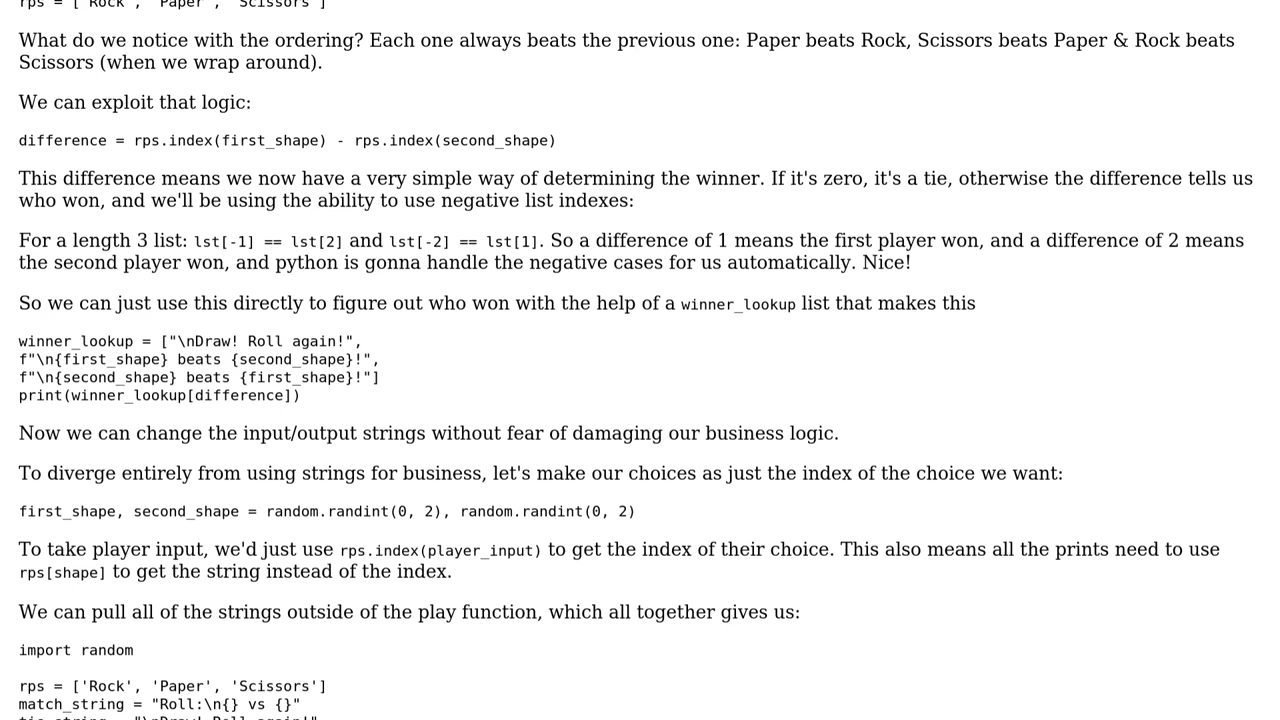 rps = ['Rock', 'Paper', 'Scissors']
What do we notice with the ordering? Each one always beats the previous one: Paper beats Rock, Scissors beats Paper & Rock beats
Scissors (when we wrap around).
We can exploit that logic:
difference = rps.index(first_shape) - rps.index(second_shape)
This difference means we now have a very simple way of determining the winner. If it's zero, it's a tie, otherwise the difference tells us
who won, and we'll be using the ability to use negative list indexes:
For a length 3 list: lst[-1] == lst[2] and lst[-2] == lst[1]. So a difference of 1 means the first player won, and a difference of 2 means
the second player won, and python is gonna handle the negative cases for us automatically. Nice!
So we can just use this directly to figure out who won with the help of a winner_lookup list that makes this
winner_lookup = ["\nDraw! Roll again!",
f"\n{first_shape} beats {second_shape}!",
f"\n{second_shape} beats {first_shape}!"]
print(winner_lookup[difference])
Now we can change the input/output strings without fear of damaging our business logic.
To diverge entirely from using strings for business, let's make our choices as just the index of the choice we want:
first_shape, second_shape = random.randint(0, 2), random.randint(0, 2)
To take player input, we'd just use rps.index(player_input) to get the index of their choice. This also means all the prints need to use
rps[shape] to get the string instead of the index.
We can pull all of the strings outside of the play function, which all together gives us:
import random
rps = ['Rock', 'Paper', 'Scissors']
match_string = "Roll:\n{} vs {}"
tie_string = "\nDraw! Roll again!"